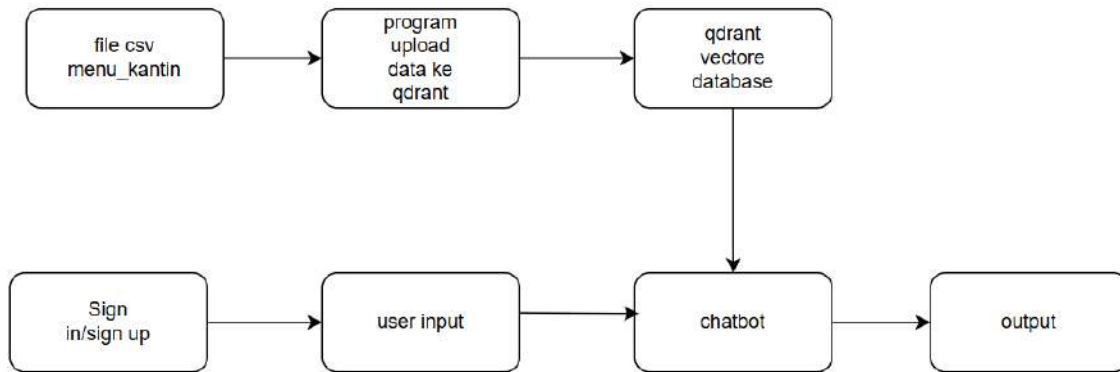 file csv
menu_kantin
program
upload
data ke
qdrant
qdrant
vectore
database
Sign
in/sign up
user input
chatbot
output